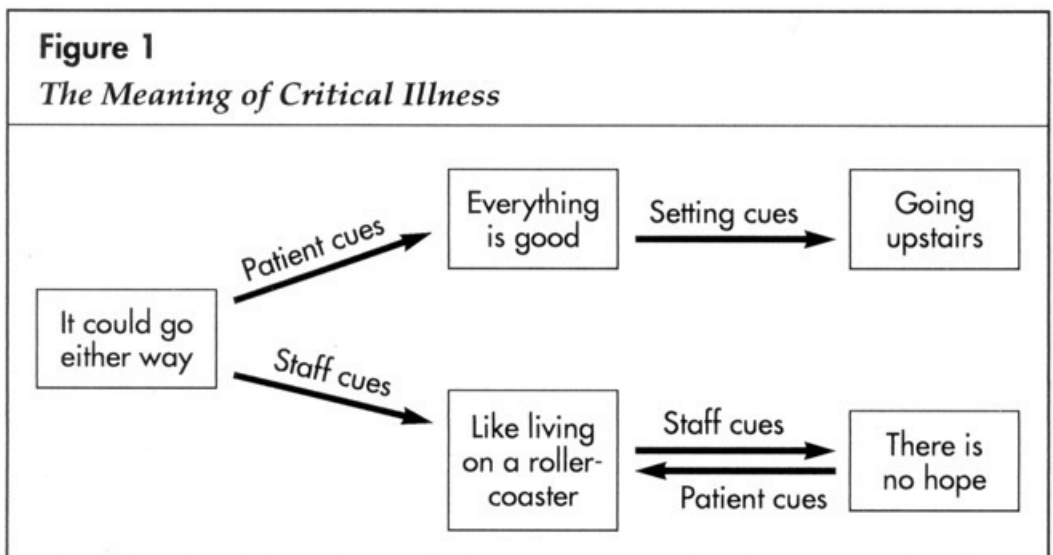 Figure 1
The Meaning of Critical Illness
It could go
either way
Patient cues
Everything
is good
Setting cues
Going
upstairs
Staff cues
Like living
on a roller-
coaster
Staff cues
Patient cues
There is
no hope